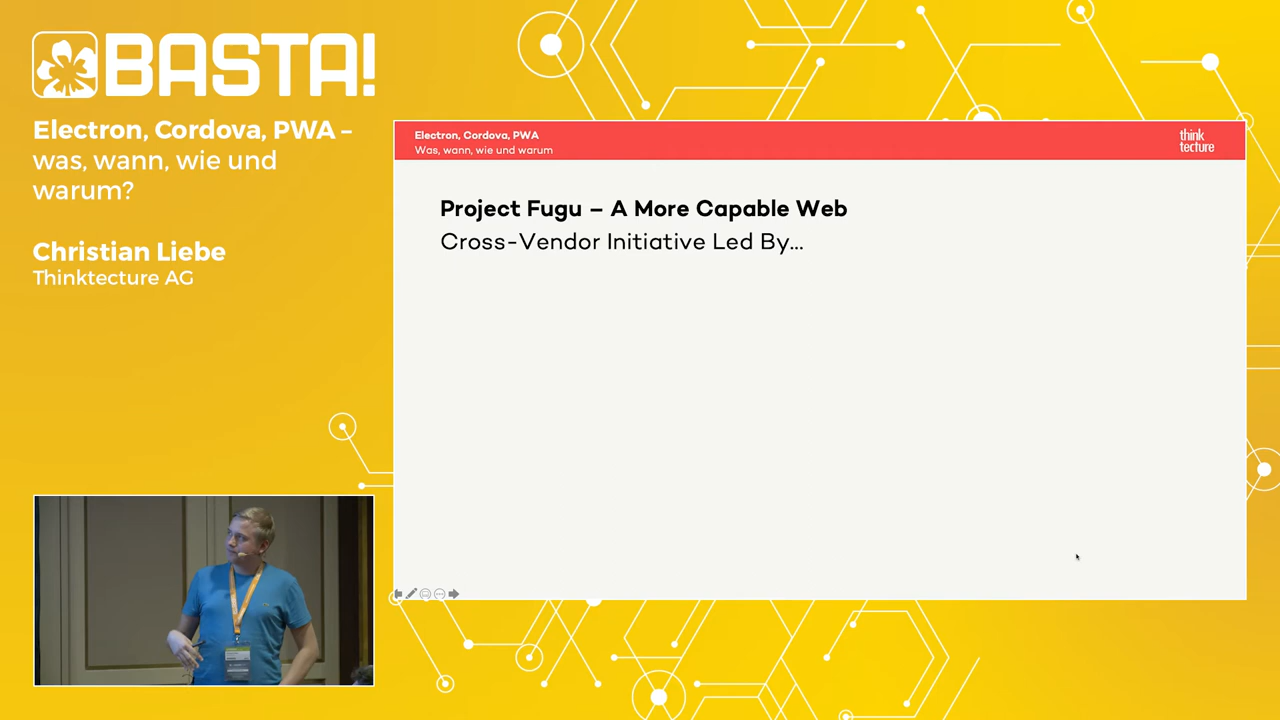 BASTA!
Electron, Cordova, PWA –
was, wann, wie und
warum?
Christian Liebe
Thinktecture AG
Electron, Cordova, PWA
Was, wann, wie und warum
think
tecture
Project Fugu – A More Capable Web
Cross-Vendor Initiative Led By...